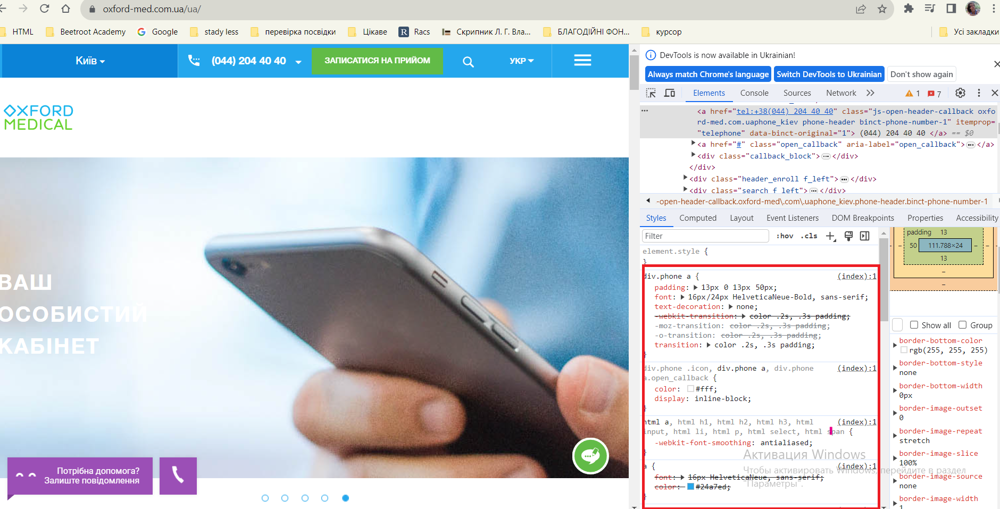 oxford-med.com.ua/ua/
HTML
Beetroot Academy
Google
stady less
перевірка посвідки
Цікаве
R Racs
Скрипник Л. Г. Вла...
БЛАГОДІЙНІ ФОН...
курсор
Усі закладки
Київ
(044) 204 40 40
ЗАПИСАТИСЯ НА ПРИЙОМ
УКР
OXFORD
MEDICAL
ВАШ
ОСОБИСТИЙ
КАБІНЕТ
Потрібна допомога?
Залиште повідомлення
DevTools is now available in Ukrainian!
Always match Chrome's language
Switch DevTools to Ukrainian
Don't show again
Elements
Console
Sources
Network
1
7
<a href="tel:+38(044) 204 40 40" class="js-open-header-callback oxfo
rd-med.com.uaphone_kiev phone-header binct-phone-number-1" itemprop=
"telephone" data-binct-original="1"> (044) 204 40 40 </a> == $0
<a href="#" class="open_callback" aria-label="open_callback">…</a>
<div class="callback_block">…</div>
</div>
<div class="header_enroll f_left">…</div>
<div class="search f_left">…</div>
-open-header-callback.oxford-med\.com\.uaphone_kiev.phone-header.binct-phone-number-1
Styles
Computed
Layout
Event Listeners
DOM Breakpoints
Properties
Accessibility
Filter
:hov
.cls
element.style {
}
div.phone a {
(index):1
padding: 13px 0 13px 50px;
font: 16px/24px HelveticaNeue-Bold, sans-serif;
text-decoration: none;
-webkit-transition: color .2s, .3s padding;
-moz-transition: color .2s, .3s padding;
-o-transition: color .2s, .3s padding;
transition: color .2s, .3s padding;
}
div.phone .icon, div.phone a, div.phone
(index):1
a.open_callback {
color: #fff;
display: inline-block;
}
html a, html h1, html h2, html h3, html
(index):1
input, html li, html p, html select, html span {
-webkit-font-smoothing: antialiased;
}
a {
(index):1
font: 16px HelveticaNeue, sans-serif;
color: #24a7ed;
}
padding 13
50
111.788×24
–
13
–
–
Show all
Group
border-bottom-color
rgb(255, 255, 255)
border-bottom-style
none
border-bottom-width
0px
border-image-outset
0
border-image-repeat
stretch
border-image-slice
100%
border-image-source
none
border-image-width
1
Активация Windows
Чтобы активировать Windows, перейдите в раздел
"Параметры".